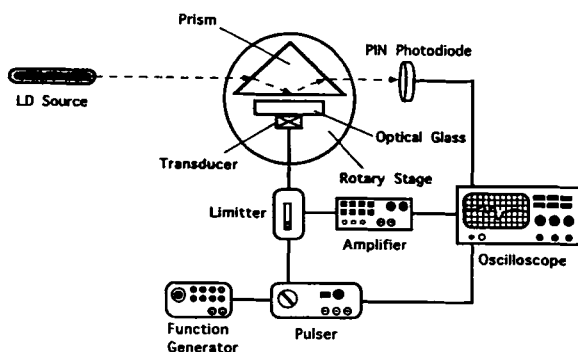 Prism
PIN Photodiode
LD Source
Optical Glass
Transducer
Rotary Stage
Limitter
Amplifier
Oscilloscope
Function
Generator
Pulser